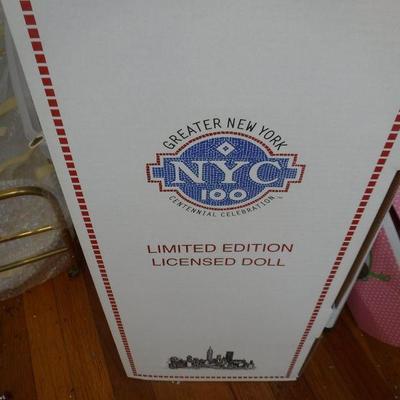 GREATER NEW YORK
NYC
100
CENTENNIAL CELEBRATION
LIMITED EDITION
LICENSED DOLL